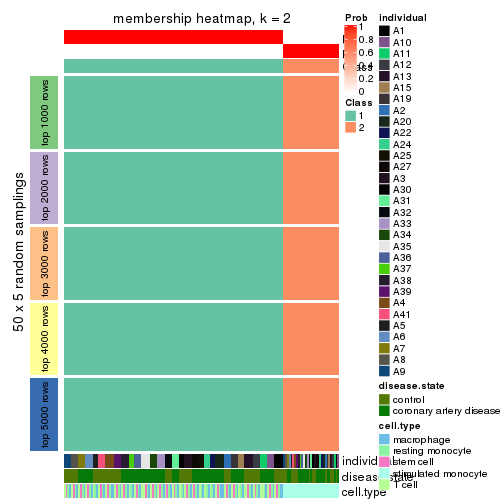 membership heatmap, k = 2
50 x 5 random samplings
top 1000 rows
top 2000 rows
top 3000 rows
top 4000 rows
top 5000 rows
individual
disease.state
cell.type
Prob
1
0.8
0.6
0.4
0.2
0
Class
1
2
individual
A1
A10
A11
A12
A13
A15
A19
A2
A20
A22
A24
A25
A27
A3
A30
A31
A32
A33
A34
A35
A36
A37
A38
A39
A4
A41
A5
A6
A7
A8
A9
disease.state
control
coronary artery disease
cell.type
macrophage
resting monocyte
stem cell
stimulated monocyte
T cell